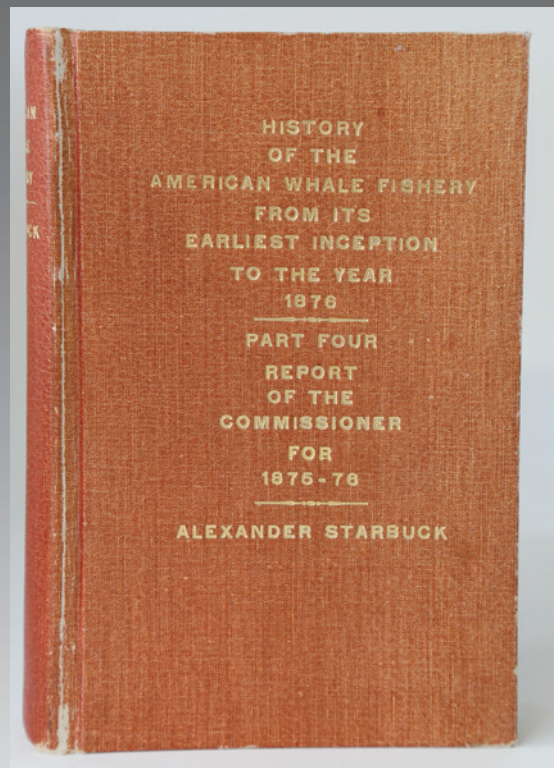 HISTORY
OF THE
AMERICAN WHALE FISHERY
FROM ITS
EARLIEST INCEPTION
TO THE YEAR
1876
PART FOUR
REPORT
OF THE
COMMISSIONER
FOR
1875-76
ALEXANDER STARBUCK